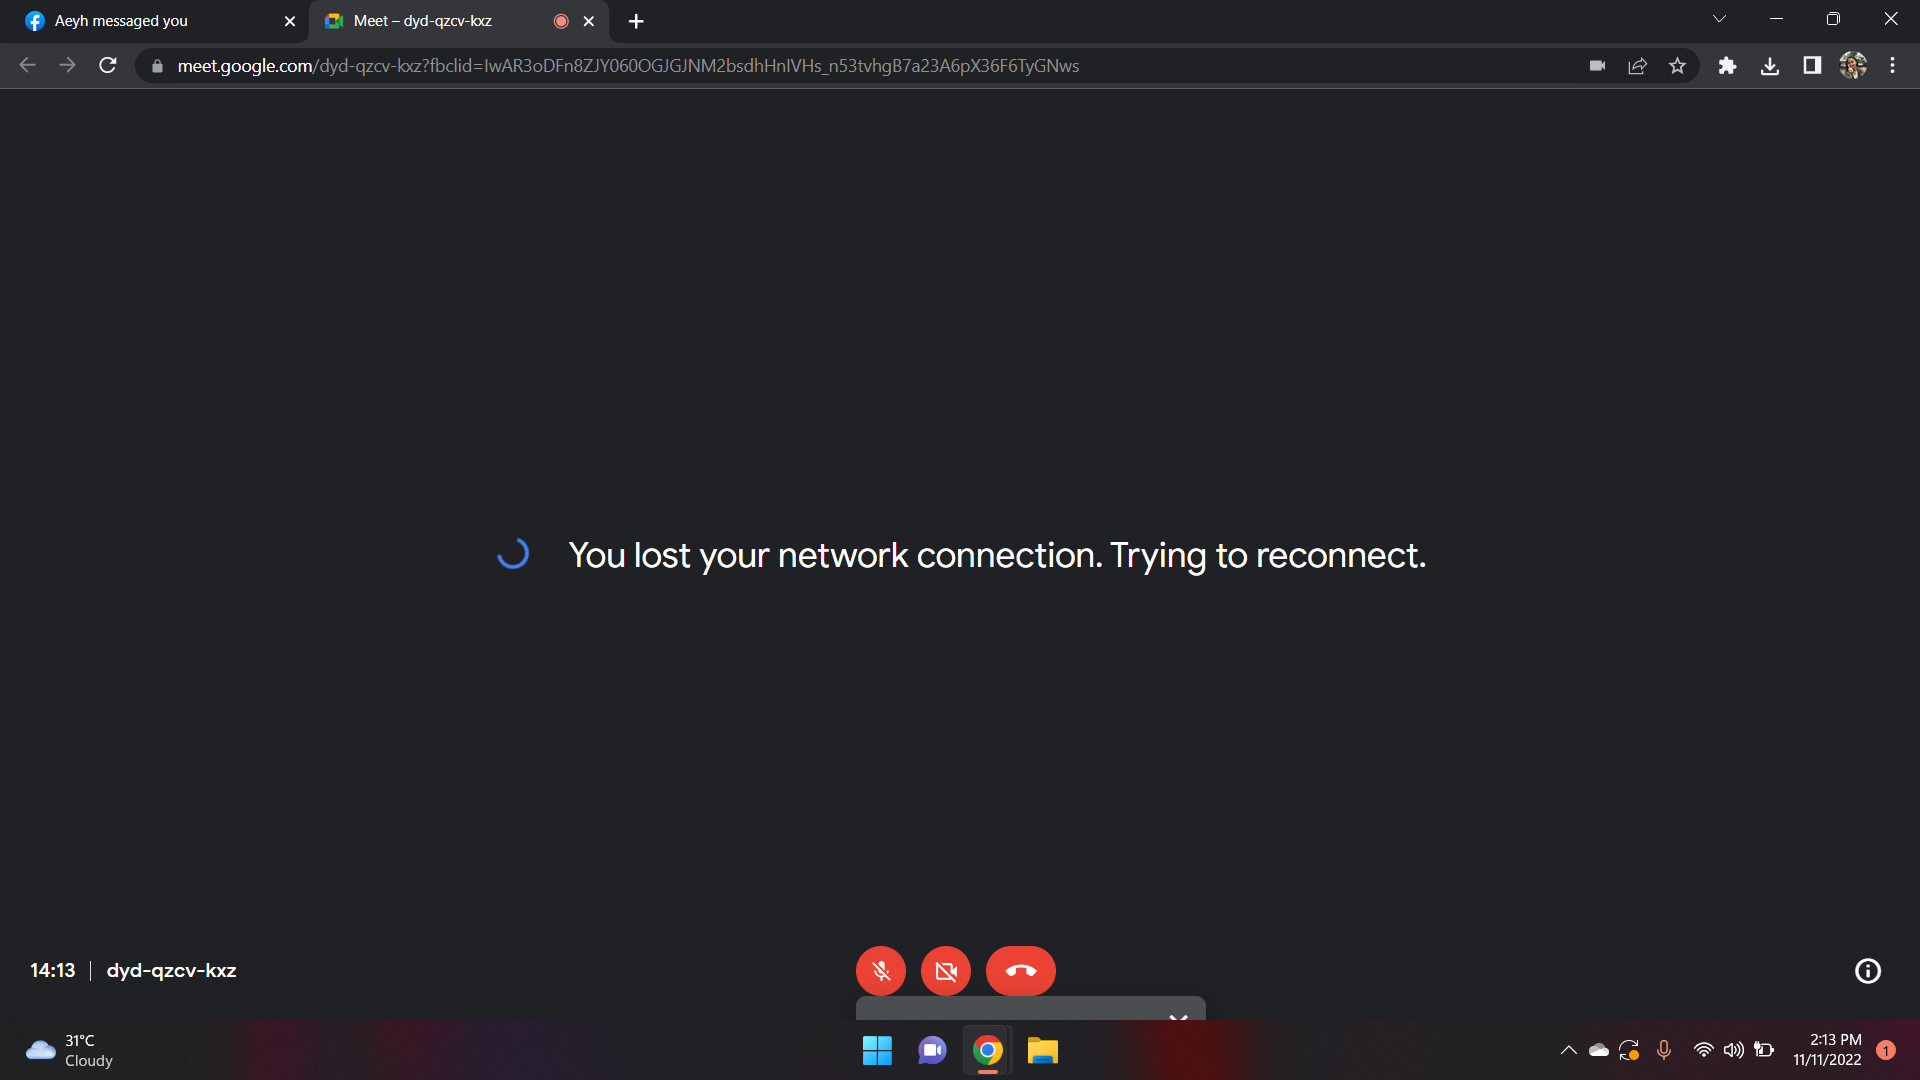 Aeyh messaged you
Meet – dyd-qzcv-kxz
meet.google.com/dyd-qzcv-kxz?fbclid=IwAR3oDFn8ZJY060OGJGJNM2bsdhHnIVHs_n53tvhgB7a23A6pX36F6TyGNws
You lost your network connection. Trying to reconnect.
14:13 | dyd-qzcv-kxz
31°C
Cloudy
2:13 PM
11/11/2022
1